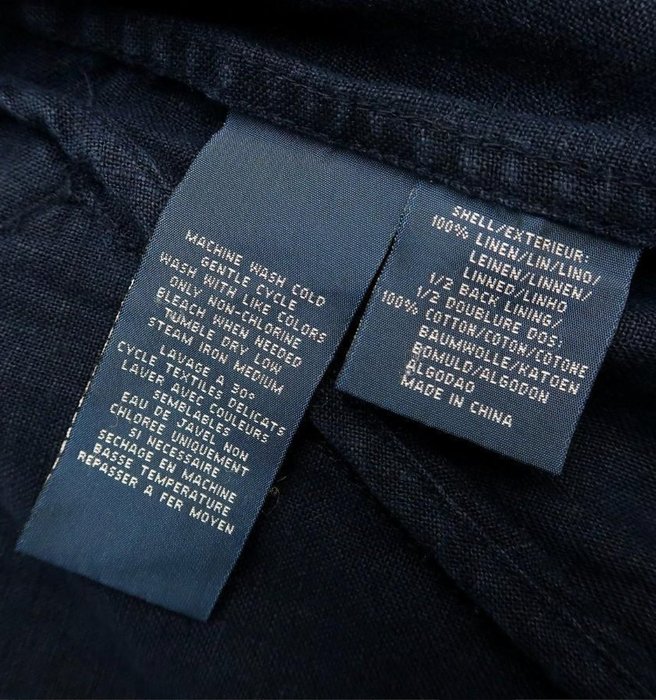 MACHINE WASH COLD
GENTLE CYCLE
WASH WITH LIKE COLORS
ONLY NON-CHLORINE
BLEACH WHEN NEEDED
TUMBLE DRY LOW
STEAM IRON MEDIUM
LAVAGE A 30°
CYCLE TEXTILES DELICATS
LAVER AVEC COULEURS
SEMBLABLES
EAU DE JAVEL NON
CHLOREE UNIQUEMENT
SI NECESSAIRE
SECHAGE EN MACHINE
BASSE TEMPERATURE
REPASSER A FER MOYEN
SHELL/EXTERIEUR:
100% LINEN/LIN/LINO/
LEINEN/LINNEN/
LINNED/LINHO
1/2 BACK LINING/
1/2 DOUBLURE DOS:
100% COTTON/COTON/COTONE
BAUMWOLLE/KATOEN
BOMULD/ALGODON
ALGODAO
MADE IN CHINA